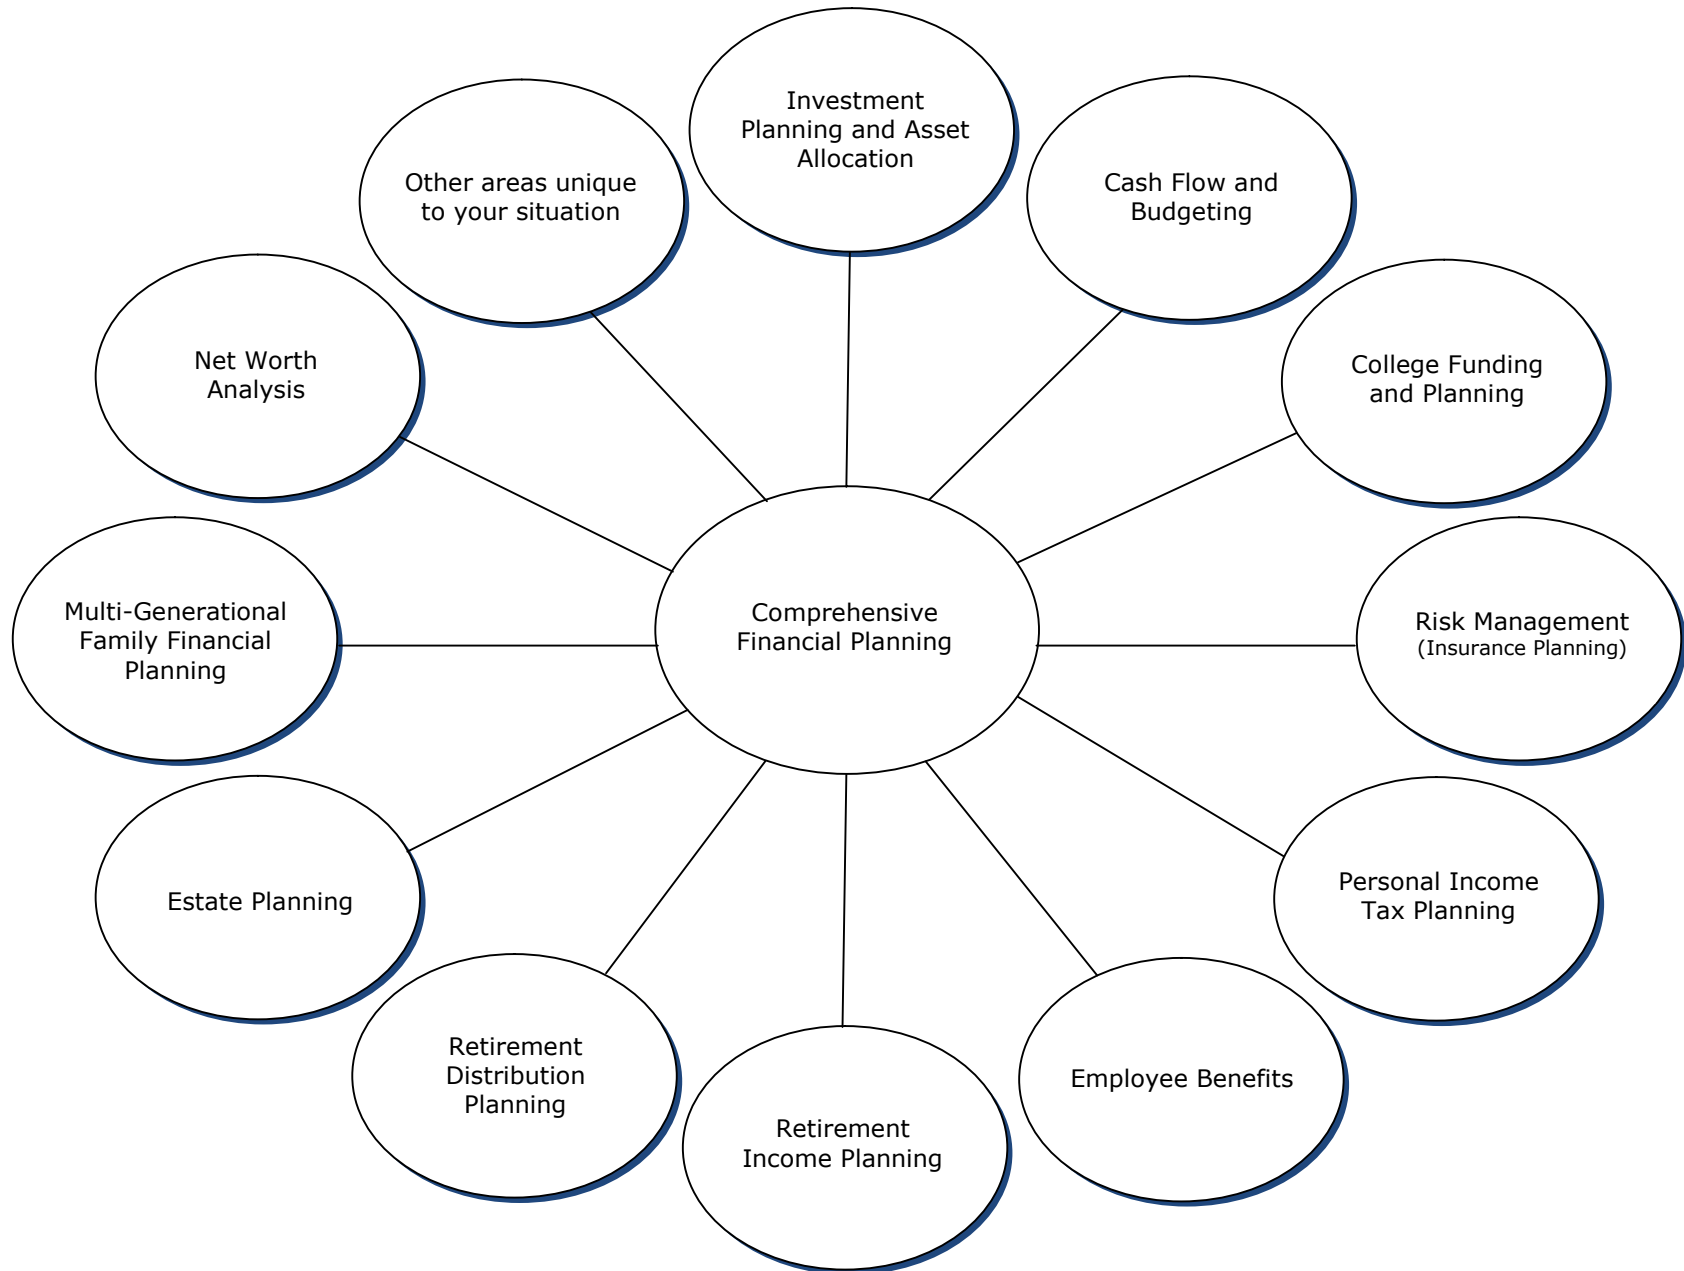 Investment
Planning and Asset
Allocation
Other areas unique
to your situation
Cash Flow and
Budgeting
Net Worth
Analysis
College Funding
and Planning
Multi-Generational
Family Financial
Planning
Comprehensive
Financial Planning
Risk Management
(Insurance Planning)
Estate Planning
Personal Income
Tax Planning
Retirement
Distribution
Planning
Employee Benefits
Retirement
Income Planning